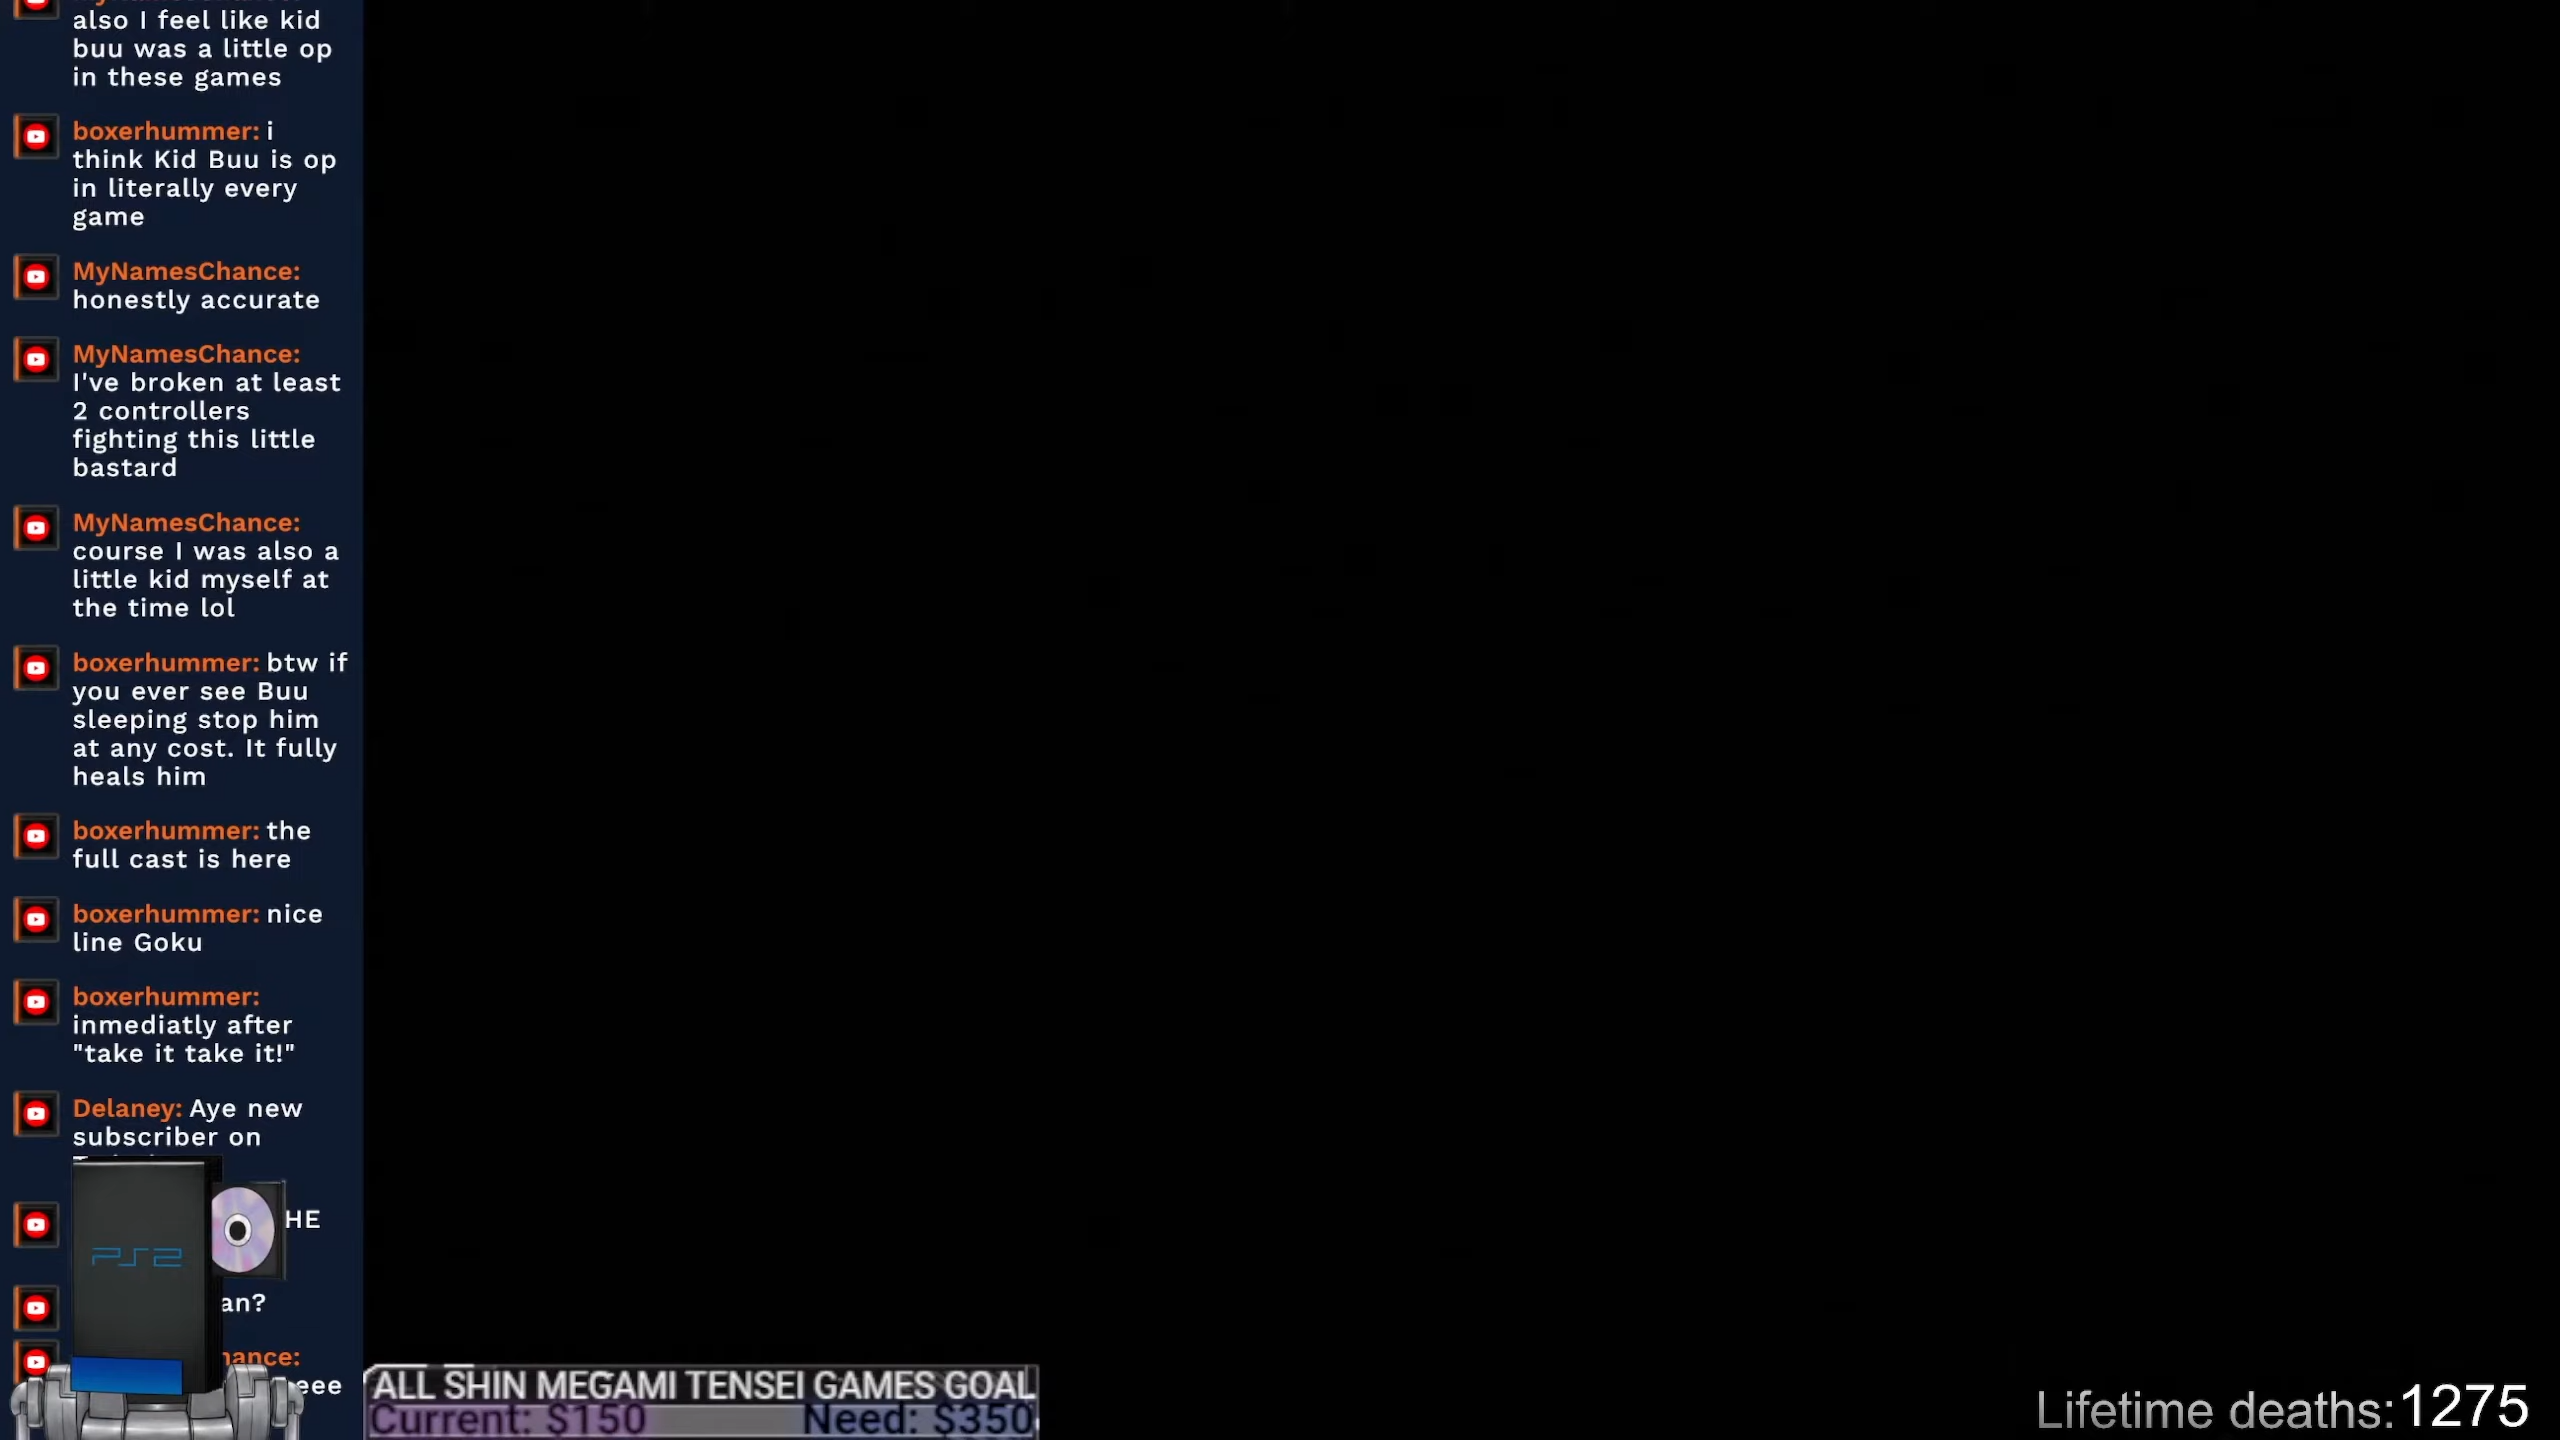 also I feel like kid
buu was a little op
in these games
boxerhummer: i
think Kid Buu is op
in literally every
game
MyNamesChance:
honestly accurate
MyNamesChance:
I've broken at least
2 controllers
fighting this little
bastard
MyNamesChance:
course I was also a
little kid myself at
the time lol
boxerhummer: btw if
you ever see Buu
sleeping stop him
at any cost. It fully
heals him
boxerhummer: the
full cast is here
boxerhummer: nice
line Goku
boxerhummer:
inmediatly after
"take it take it!"
Delaney: Aye new
subscriber on
HE
PS2
an?
hance:
eee
ALL SHIN MEGAMI TENSEI GAMES GOAL
Current: $150 Need: $350
Lifetime deaths:1275